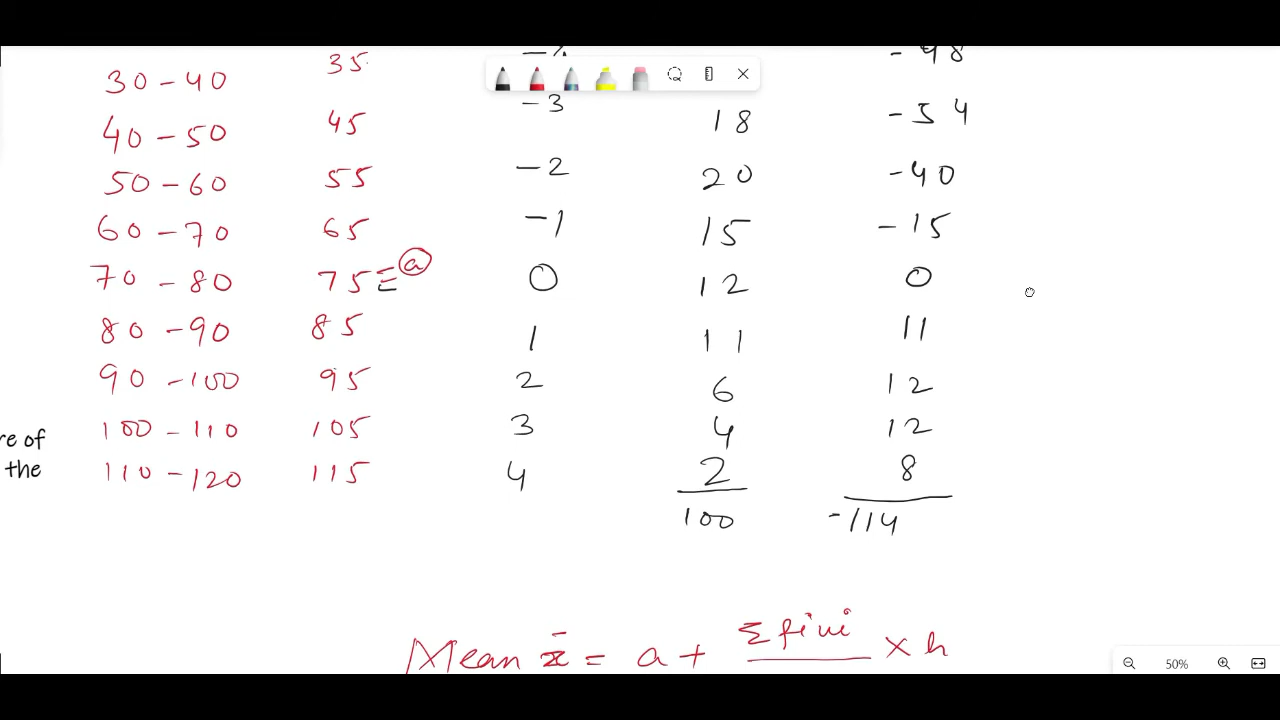 30 - 40 35 -4 - 48
40 - 50 45 -3 18 - 54
50 - 60 55 -2 20 -40
60 - 70 65 -1 15 -15
70 - 80 75 = a 0 12 0
80 - 90 85 1 11 11
90 - 100 95 2 6 12
re of 100 - 110 105 3 4 12
the 110 - 120 115 4 2 8
100 -114
Mean x̄ = a + Σfiui × h
50%